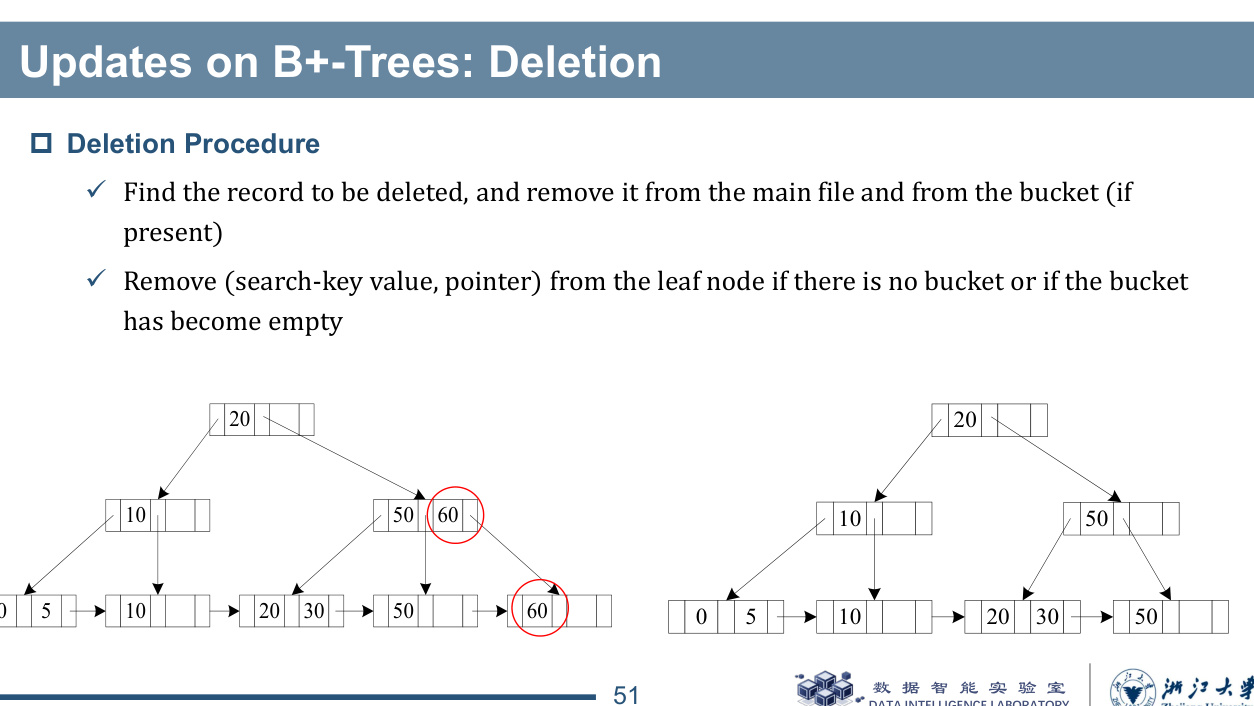 Updates on B+-Trees: Deletion
Deletion Procedure
Find the record to be deleted, and remove it from the main file and from the bucket (if
present)
Remove (search-key value, pointer) from the leaf node if there is no bucket or if the bucket
has become empty
20
20
10
50 60
10
50
0 5
10
20 30
50
60
0 5
10
20 30
50
数据智能实验室
DATA INTELLIGENCE LABORATORY
浙江大学
Zhejiang University
51